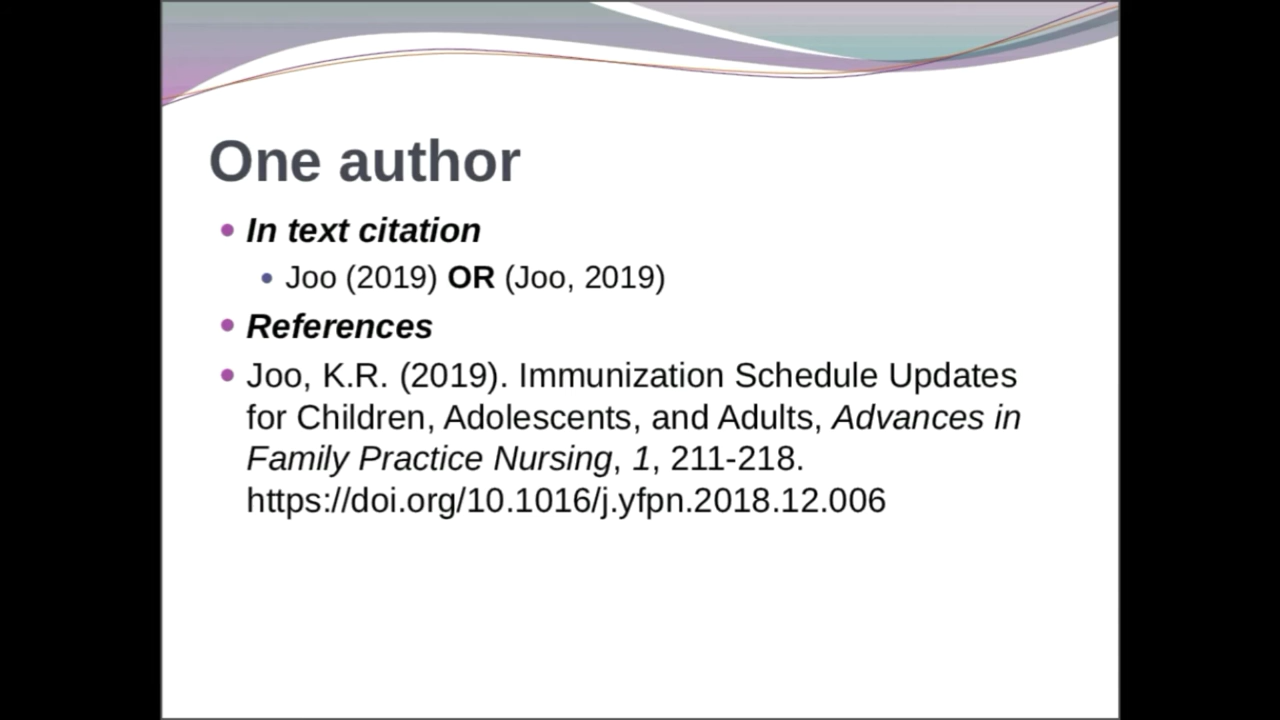 One author
In text citation
Joo (2019) OR (Joo, 2019)
References
Joo, K.R. (2019). Immunization Schedule Updates
for Children, Adolescents, and Adults, Advances in
Family Practice Nursing, 1, 211-218.
https://doi.org/10.1016/j.yfpn.2018.12.006